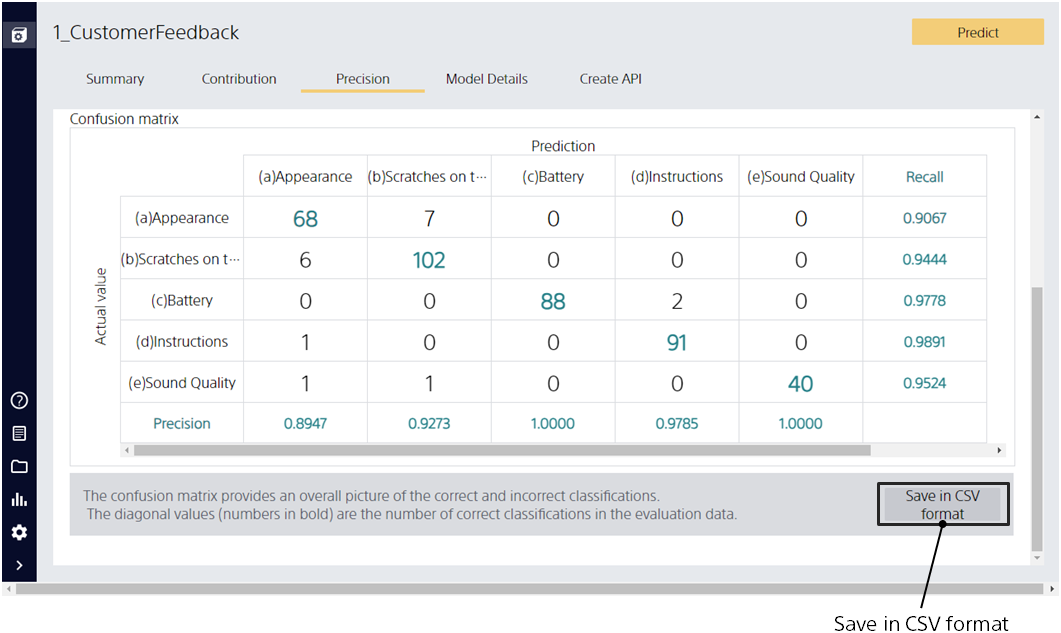 1_CustomerFeedback
Predict
Summary Contribution Precision Model Details Create API
Confusion matrix
Prediction
(a)Appearance (b)Scratches on t··· (c)Battery (d)Instructions (e)Sound Quality Recall
Actual value
(a)Appearance 68 7 0 0 0 0.9067
(b)Scratches on t··· 6 102 0 0 0 0.9444
(c)Battery 0 0 88 2 0 0.9778
(d)Instructions 1 0 0 91 0 0.9891
(e)Sound Quality 1 1 0 0 40 0.9524
Precision 0.8947 0.9273 1.0000 0.9785 1.0000
The confusion matrix provides an overall picture of the correct and incorrect classifications.
The diagonal values (numbers in bold) are the number of correct classifications in the evaluation data.
Save in CSV
format
Save in CSV format